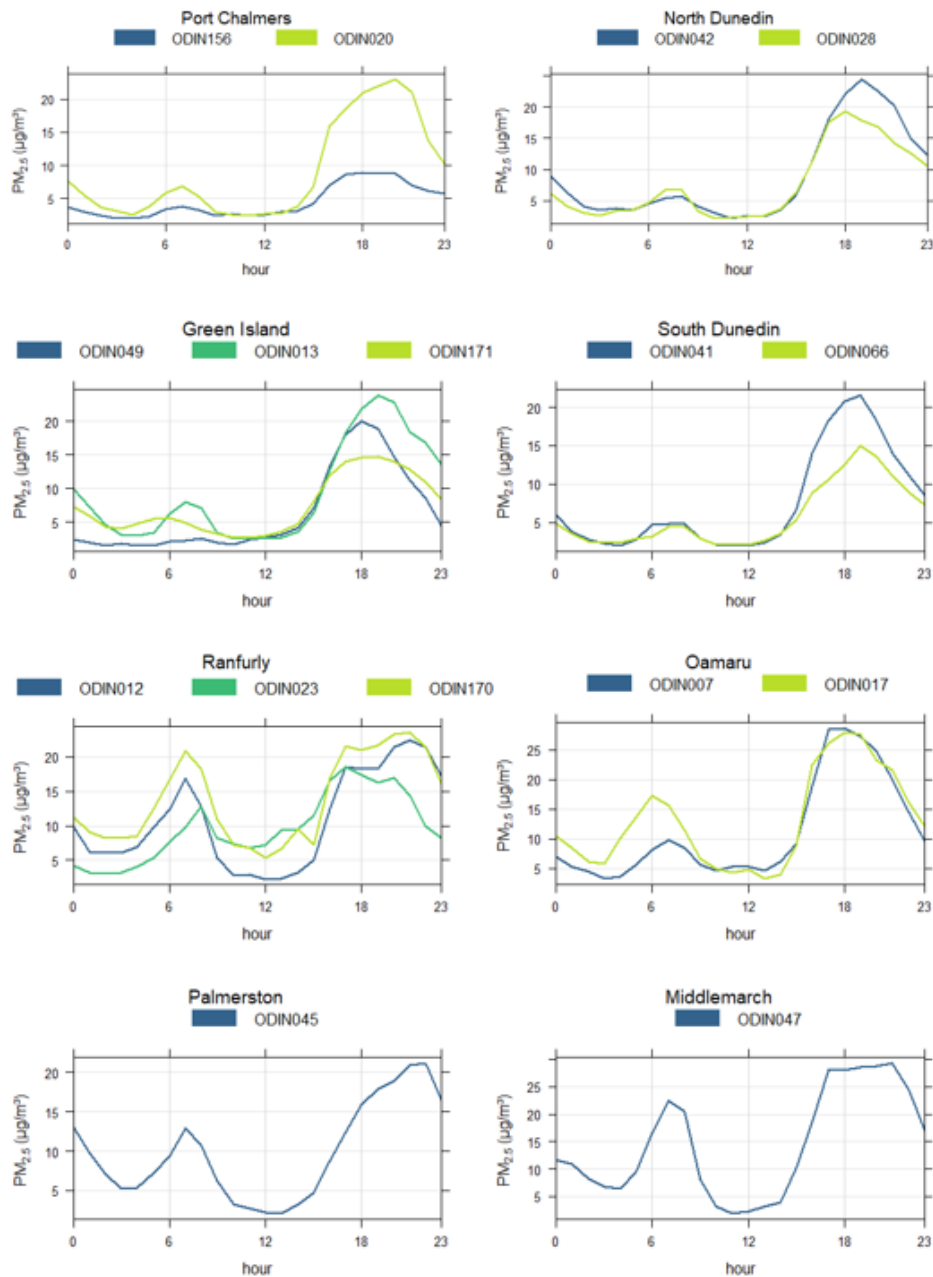 Port Chalmers
ODIN156 ODIN020
PM2.5 (µg/m³)
20
15
10
5
0 6 12 18 23
hour
North Dunedin
ODIN042 ODIN028
PM2.5 (µg/m³)
20
15
10
5
0 6 12 18 23
hour
Green Island
ODIN049 ODIN013 ODIN171
PM2.5 (µg/m³)
20
15
10
5
0 6 12 18 23
hour
South Dunedin
ODIN041 ODIN066
PM2.5 (µg/m³)
20
15
10
5
0 6 12 18 23
hour
Ranfurly
ODIN012 ODIN023 ODIN170
PM2.5 (µg/m³)
20
15
10
5
0 6 12 18 23
hour
Oamaru
ODIN007 ODIN017
PM2.5 (µg/m³)
25
20
15
10
5
0 6 12 18 23
hour
Palmerston
ODIN045
PM2.5 (µg/m³)
20
15
10
5
0 6 12 18 23
hour
Middlemarch
ODIN047
PM2.5 (µg/m³)
25
20
15
10
5
0 6 12 18 23
hour